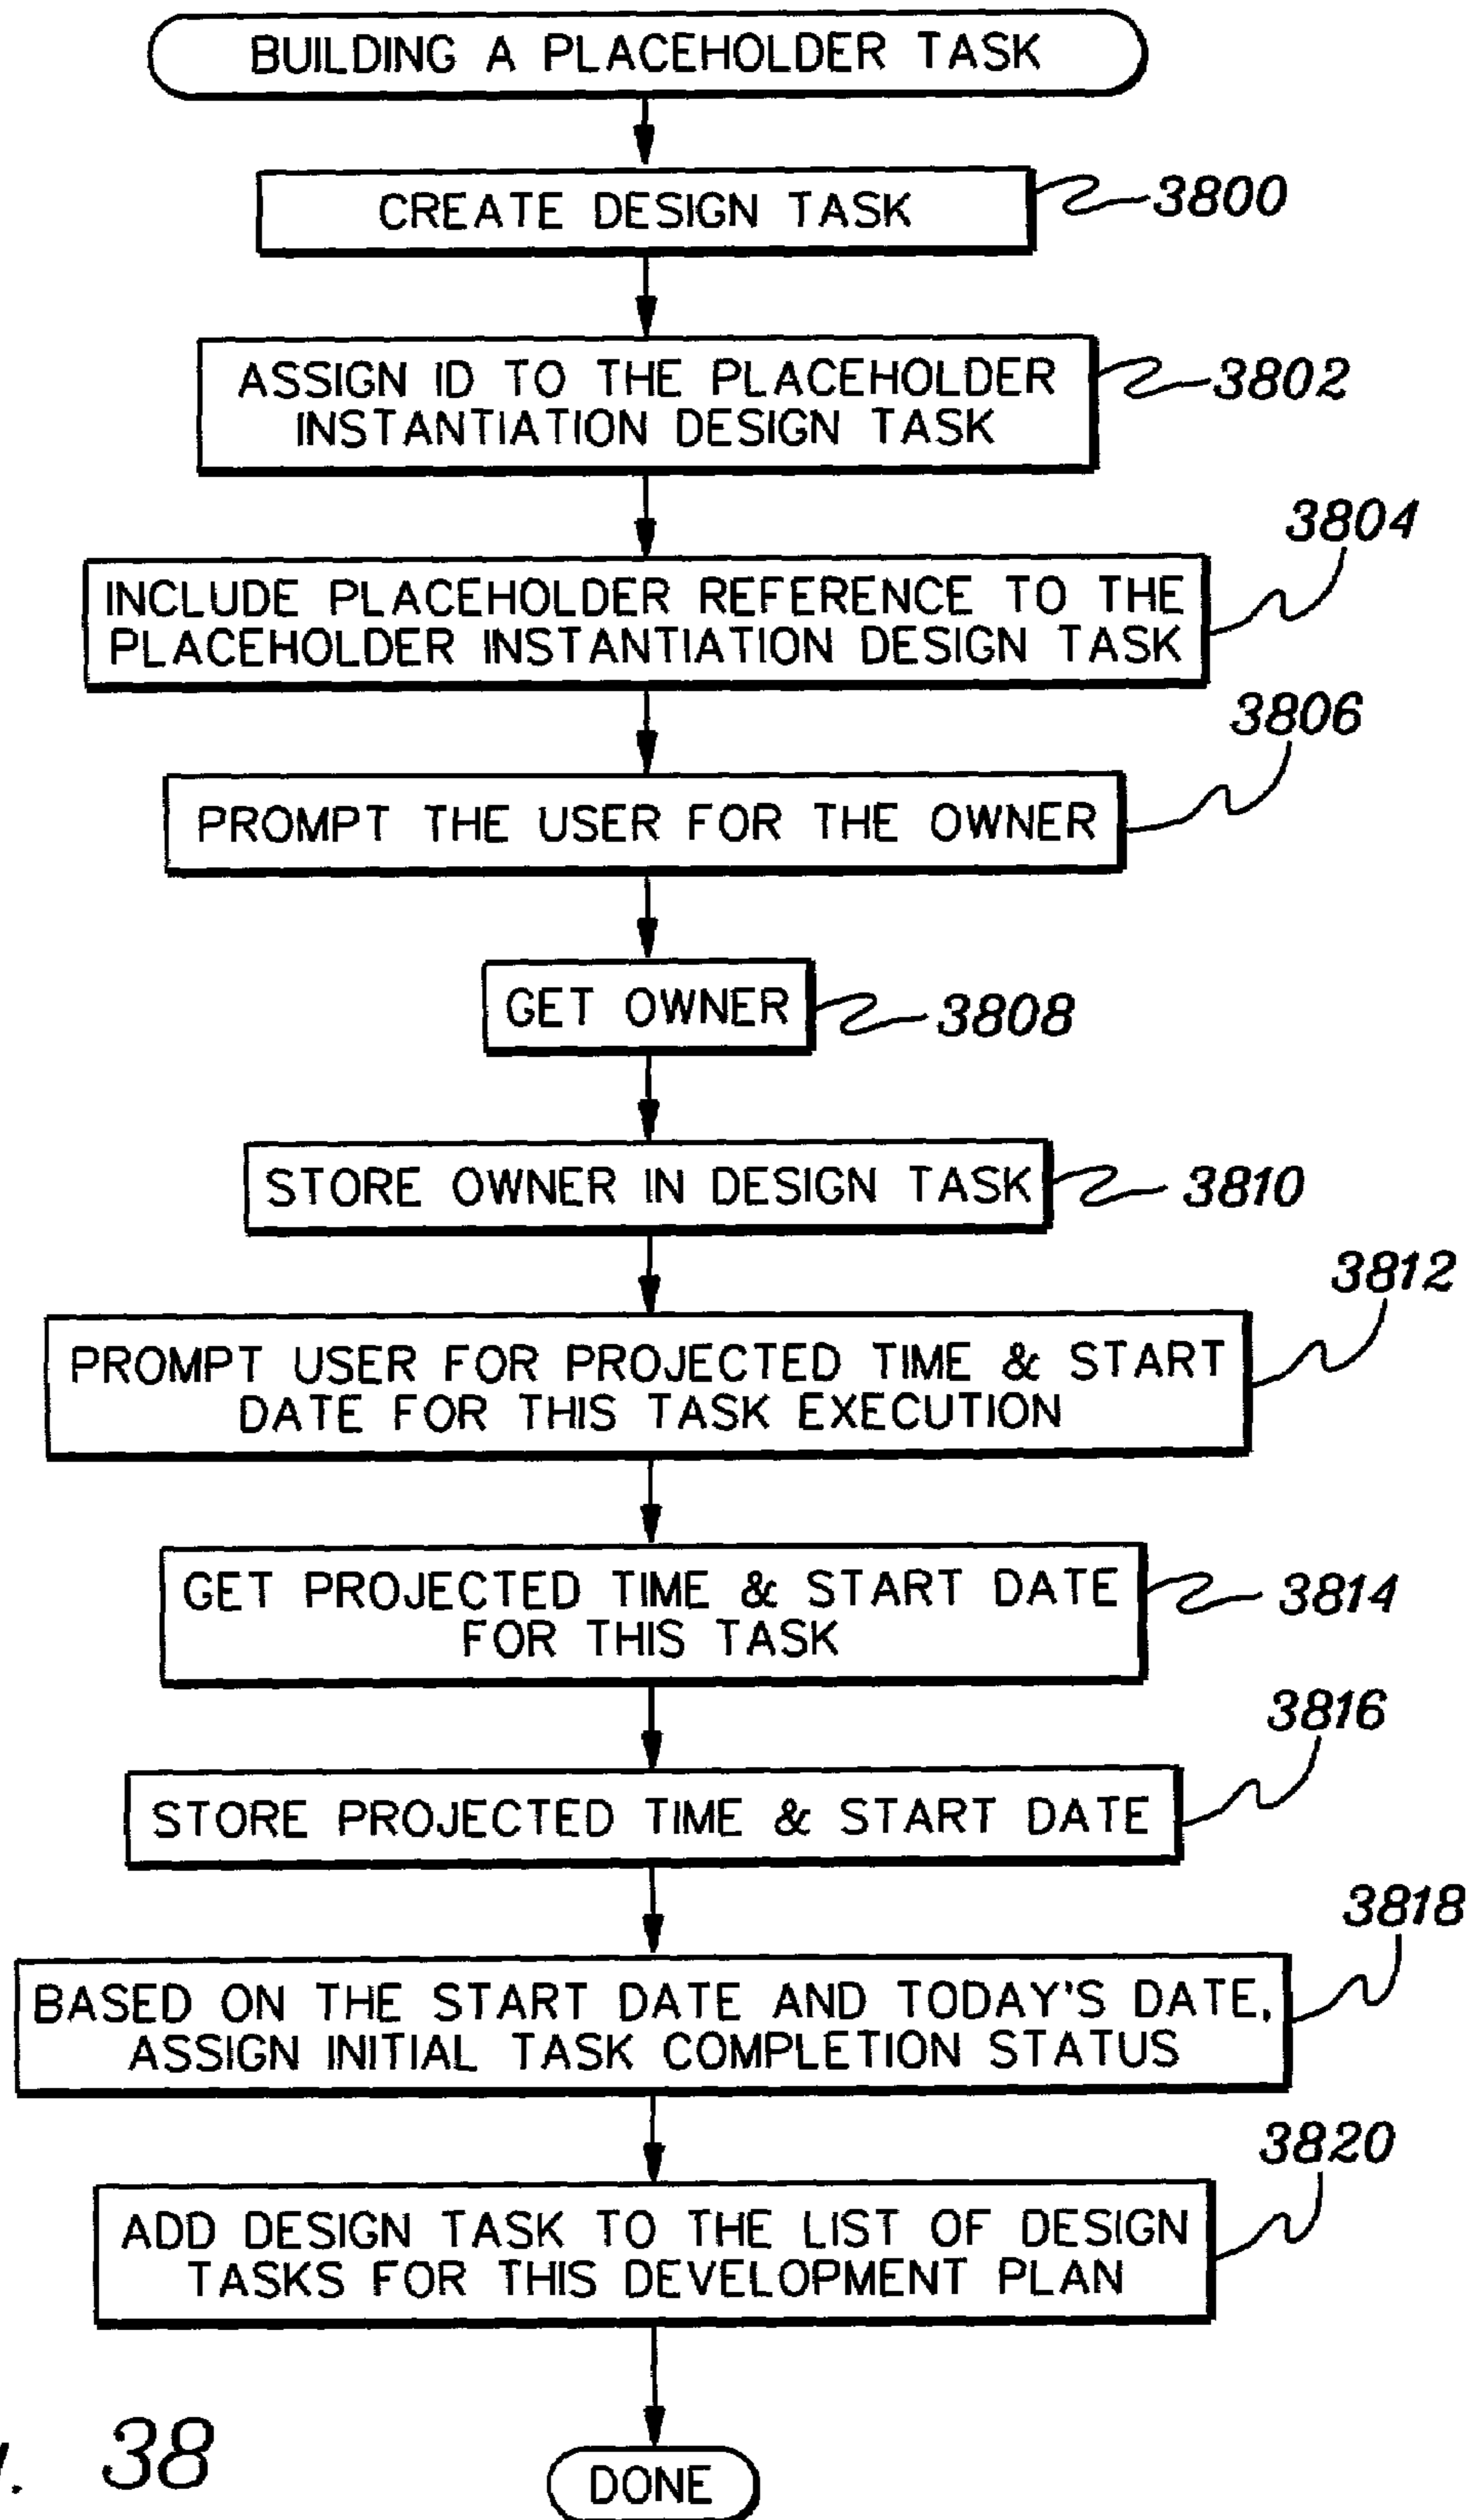 BUILDING A PLACEHOLDER TASK
CREATE DESIGN TASK
3800
ASSIGN ID TO THE PLACEHOLDER
INSTANTIATION DESIGN TASK
3802
3804
INCLUDE PLACEHOLDER REFERENCE TO THE
PLACEHOLDER INSTANTIATION DESIGN TASK
3806
PROMPT THE USER FOR THE OWNER
GET OWNER
3808
STORE OWNER IN DESIGN TASK
3810
3812
PROMPT USER FOR PROJECTED TIME & START
DATE FOR THIS TASK EXECUTION
GET PROJECTED TIME & START DATE
FOR THIS TASK
3814
3816
STORE PROJECTED TIME & START DATE
3818
BASED ON THE START DATE AND TODAY'S DATE,
ASSIGN INITIAL TASK COMPLETION STATUS
3820
ADD DESIGN TASK TO THE LIST OF DESIGN
TASKS FOR THIS DEVELOPMENT PLAN
38
DONE